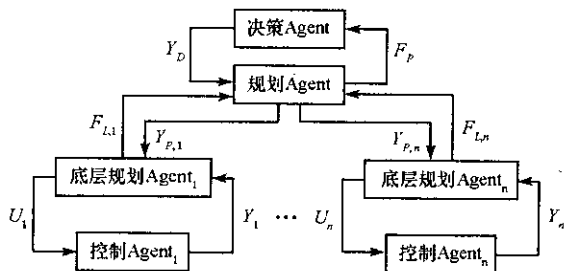 决策Agent
Y_D
F_P
规划Agent
F_{L,1}
Y_{P,1}
Y_{P,n}
F_{L,n}
底层规划Agent_1
底层规划Agent_n
U_1
Y_1
…
U_n
Y_n
控制Agent_1
控制Agent_n